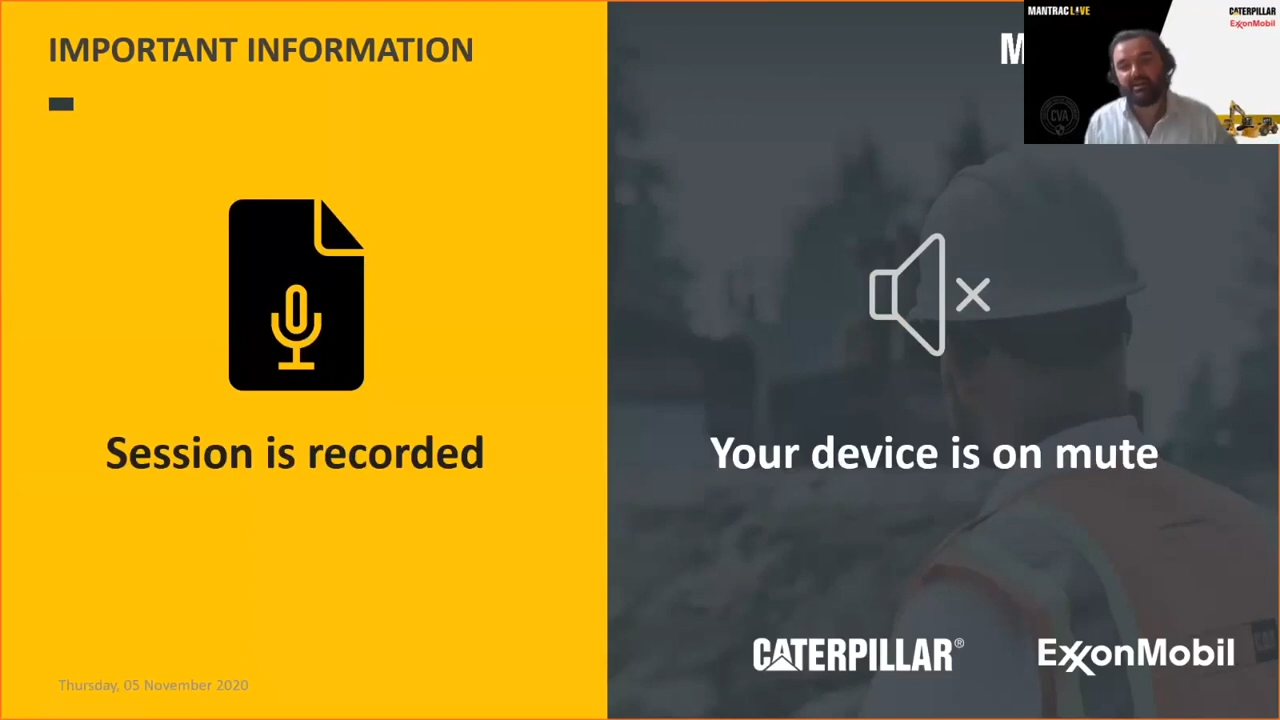 IMPORTANT INFORMATION
M
MANTRAC LIVE
CATERPILLAR
ExxonMobil
CVA
Session is recorded
Your device is on mute
CATERPILLAR®
ExxonMobil
Thursday, 05 November 2020